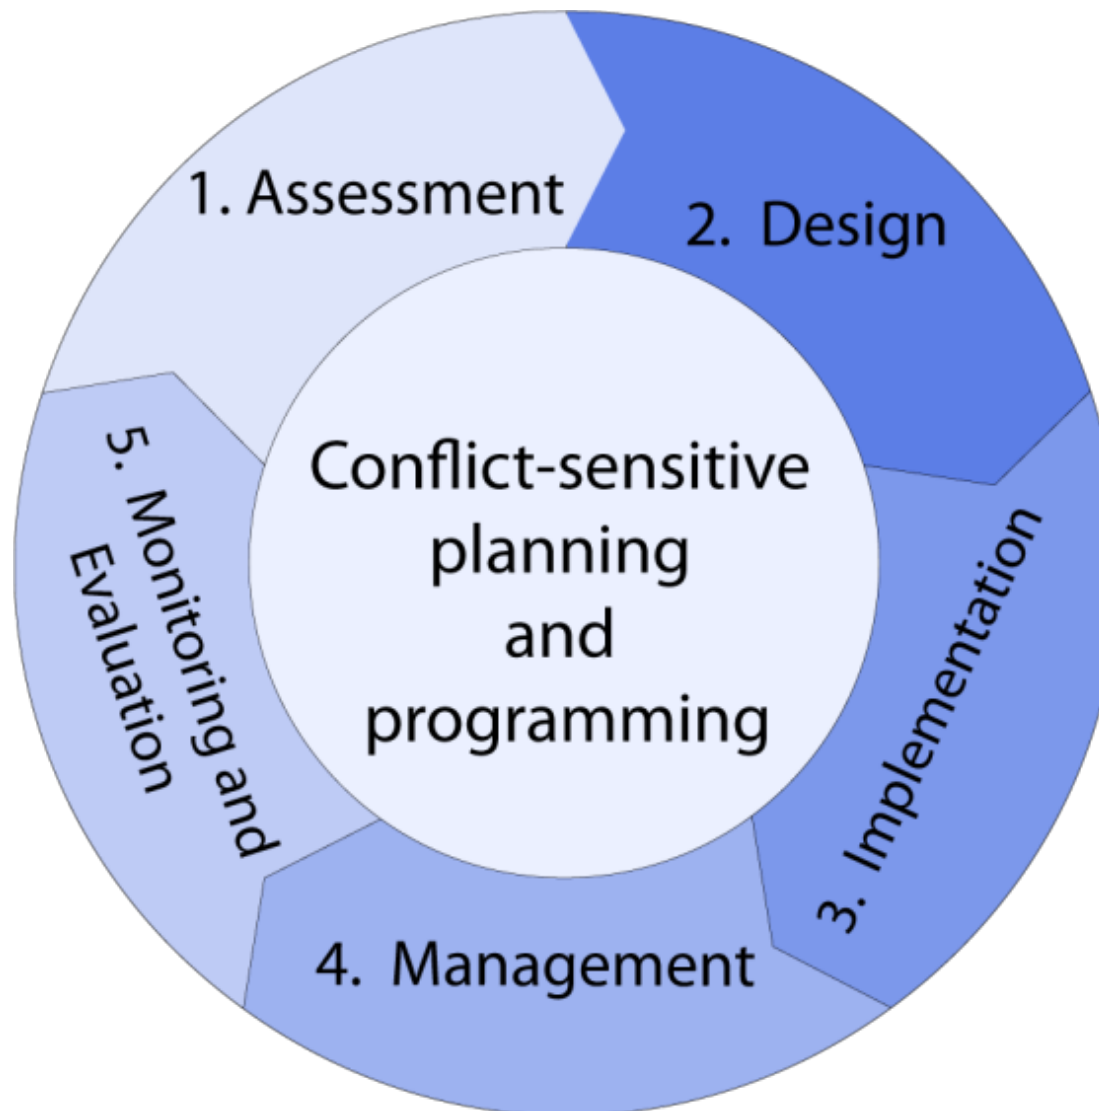 1. Assessment
2. Design
3. Implementation
4. Management
5. Monitoring and
Evaluation
Conflict-sensitive
planning
and
programming